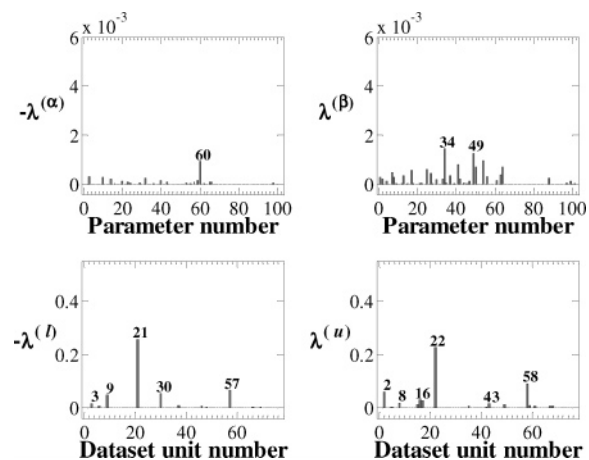 x 10⁻³
6
4
2
0
-λ(α)
60
0 20 40 60 80 100
Parameter number
x 10⁻³
6
4
2
0
λ(β)
34 49
0 20 40 60 80 100
Parameter number
0.4
0.2
0
-λ(l)
3 9 21 30 57
0 20 40 60
Dataset unit number
0.4
0.2
0
λ(u)
2 8 16 22 43 58
0 20 40 60
Dataset unit number